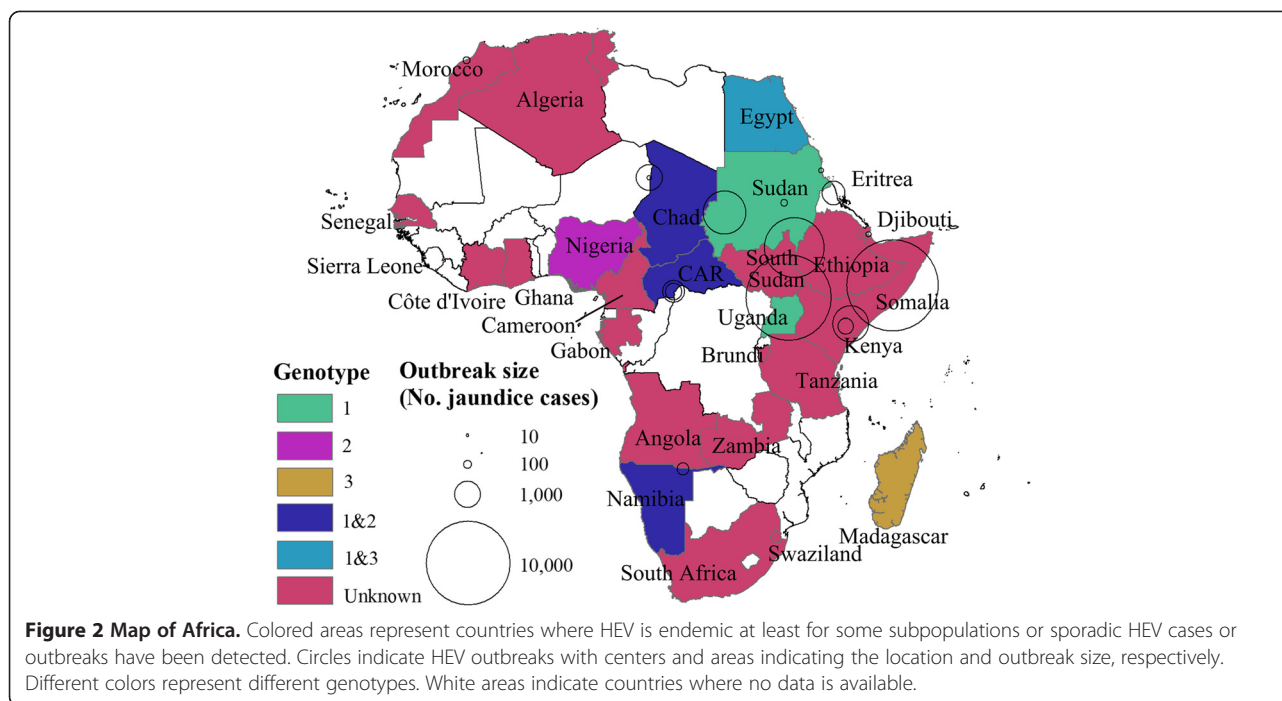 Morocco
Algeria
Egypt
Eritrea
Sudan
Chad
Djibouti
Senegal
Nigeria
South
Sudan
Ethiopia
CAR
Sierra Leone
Somalia
Côte d'Ivoire
Ghana
Cameroon
Uganda
Gabon
Brundi
Kenya
Tanzania
Genotype
1
2
3
1&2
1&3
Unknown
Outbreak size
(No. jaundice cases)
10
100
1,000
10,000
Angola
Zambia
Namibia
Madagascar
Swaziland
South Africa
Figure 2 Map of Africa. Colored areas represent countries where HEV is endemic at least for some subpopulations or sporadic HEV cases or
outbreaks have been detected. Circles indicate HEV outbreaks with centers and areas indicating the location and outbreak size, respectively.
Different colors represent different genotypes. White areas indicate countries where no data is available.